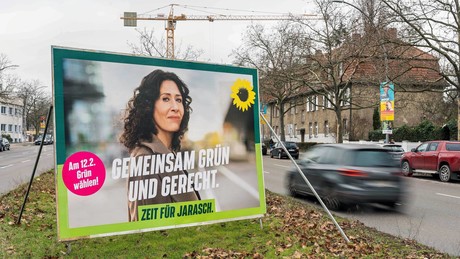 Am 12.2.
Grün
wählen!
GEMEINSAM GRÜN
UND GERECHT.
ZEIT FÜR JARASCH.